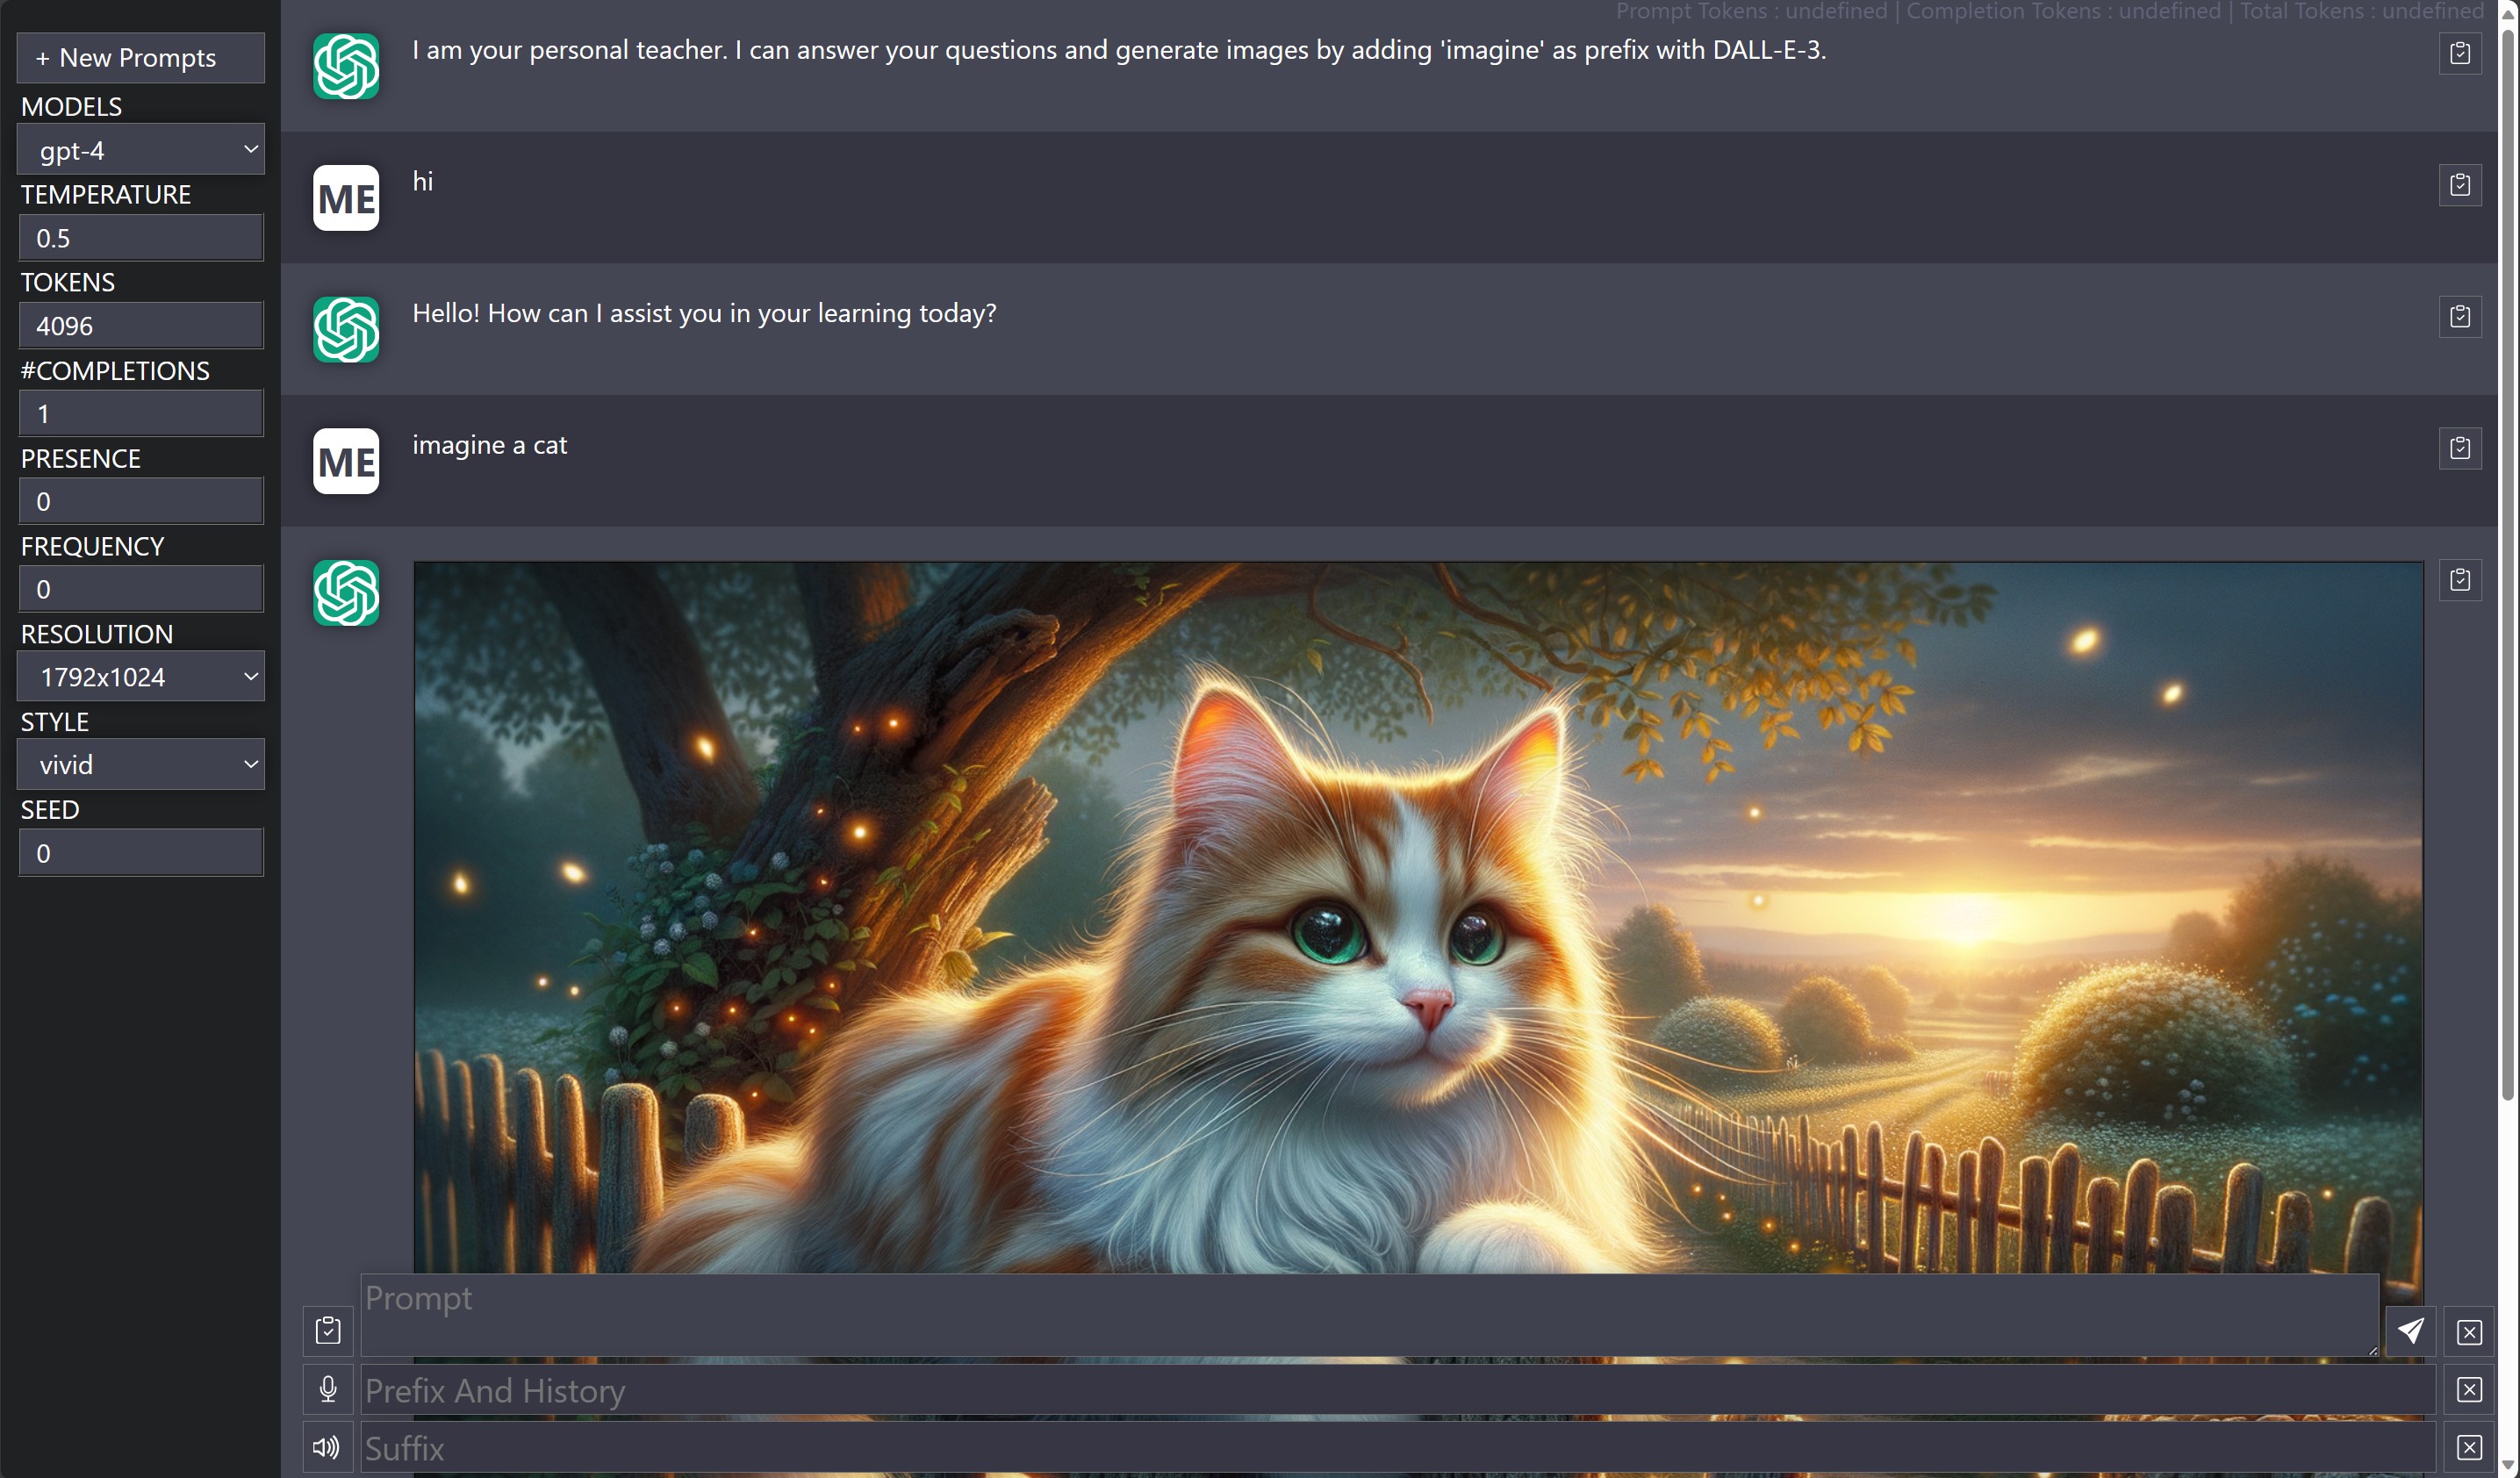 Prompt Tokens : undefined | Completion Tokens : undefined | Total Tokens : undefined
+ New Prompts
MODELS
gpt-4
TEMPERATURE
0.5
TOKENS
4096
#COMPLETIONS
1
PRESENCE
0
FREQUENCY
0
RESOLUTION
1792x1024
STYLE
vivid
SEED
0
I am your personal teacher. I can answer your questions and generate images by adding 'imagine' as prefix with DALL-E-3.
ME
hi
Hello! How can I assist you in your learning today?
ME
imagine a cat
Prompt
Prefix And History
Suffix